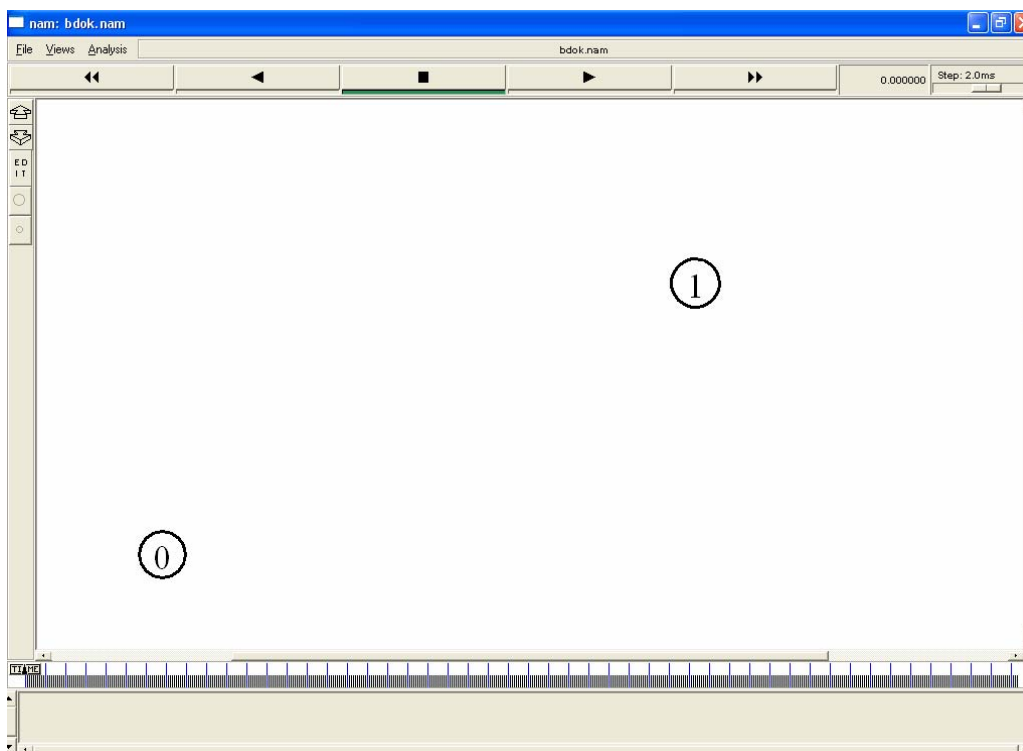 nam: bdok.nam
File Views Analysis bdok.nam
0.000000 Step: 2.0ms
ED
IT
1
0
TIME